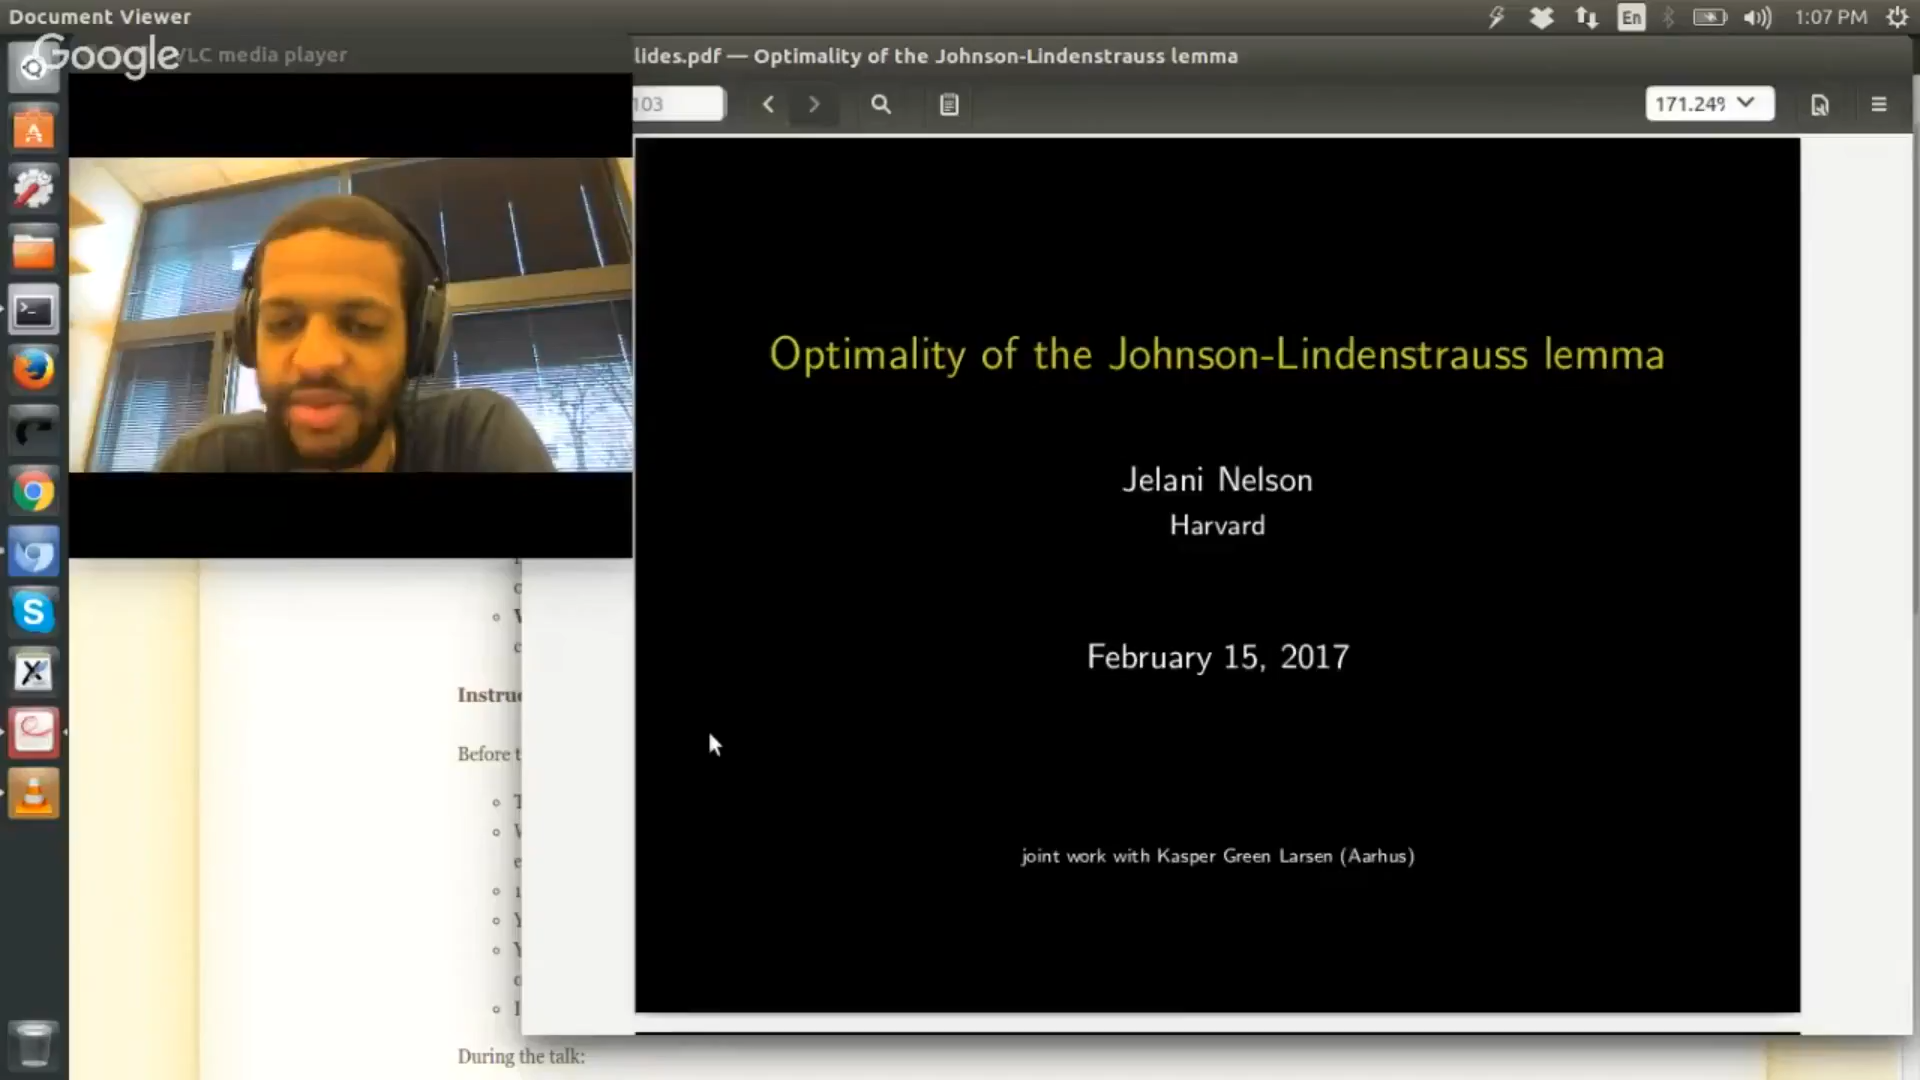 Document Viewer
En
1:07 PM
Google
VLC media player
lides.pdf — Optimality of the Johnson-Lindenstrauss lemma
103
171.24%
Optimality of the Johnson-Lindenstrauss lemma
Jelani Nelson
Harvard
February 15, 2017
joint work with Kasper Green Larsen (Aarhus)
Instruc
Before t
During the talk: